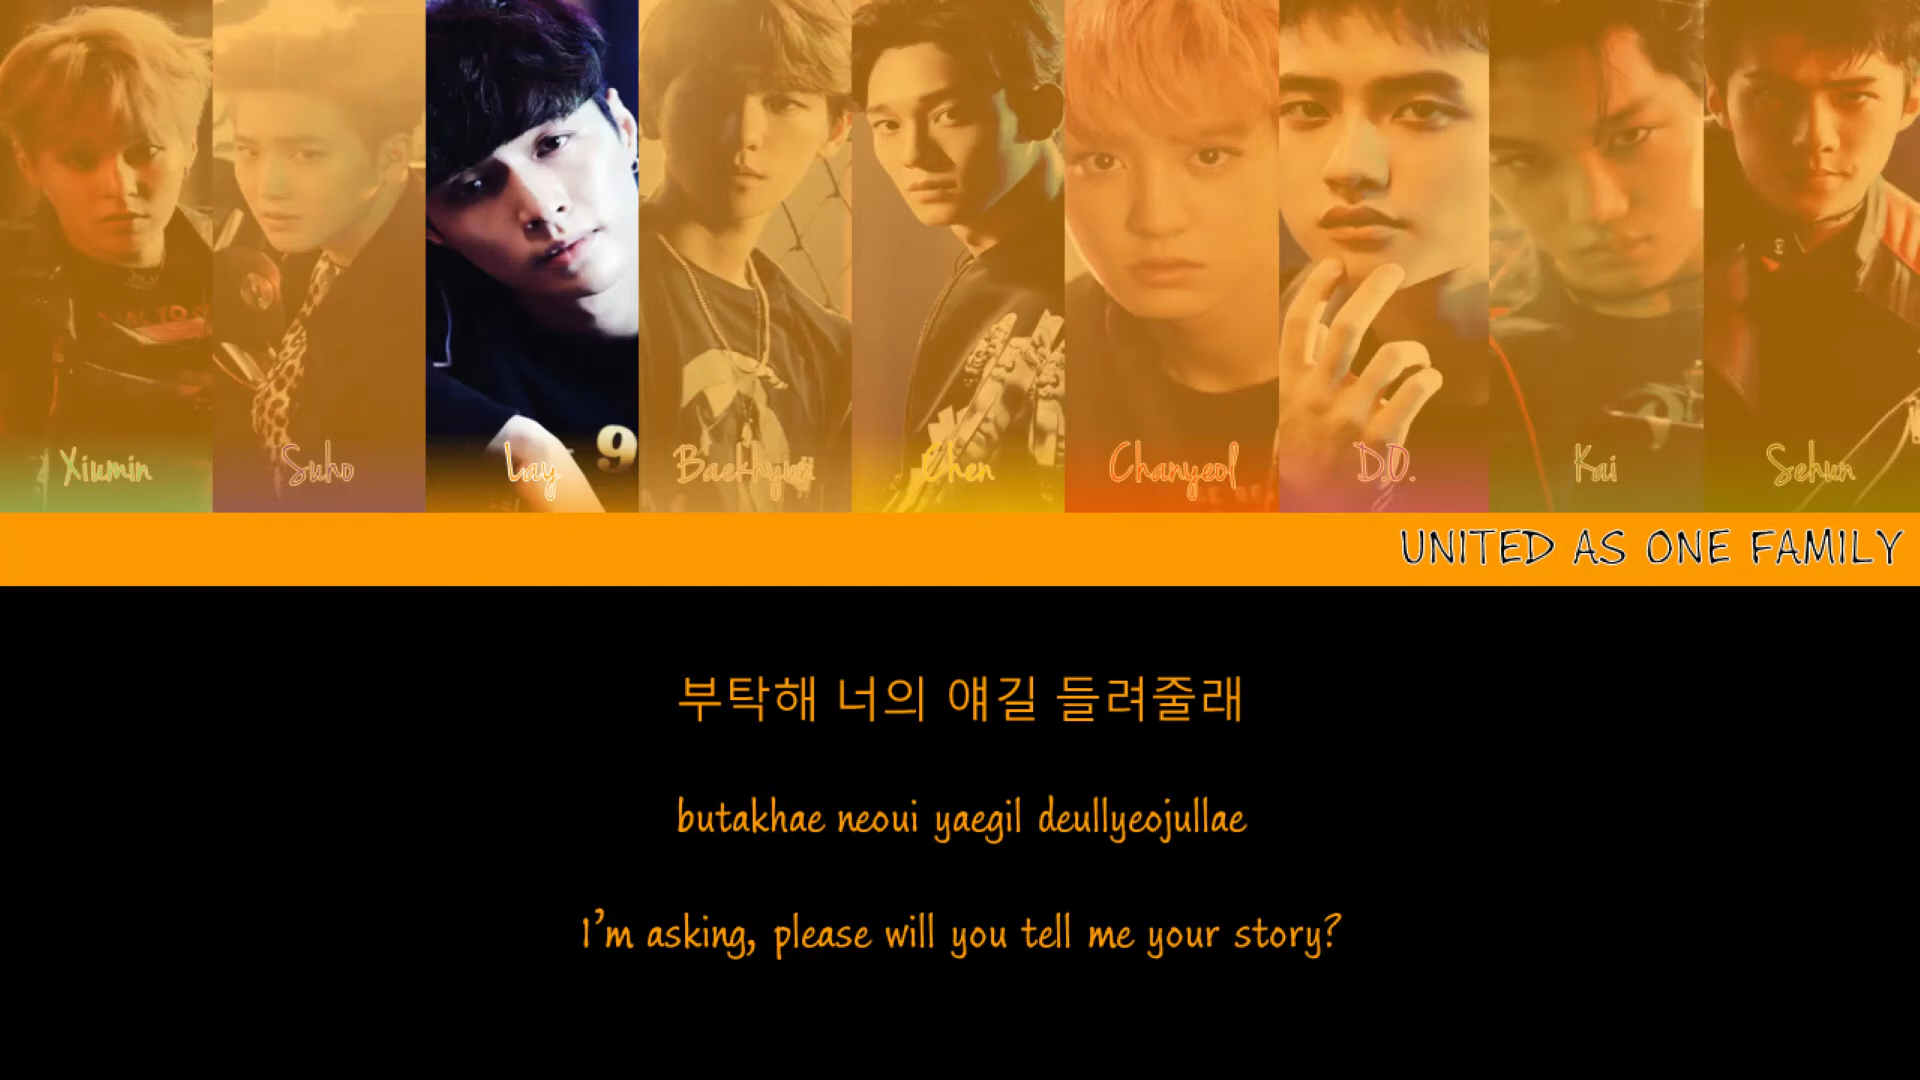 Xiumin Suho Lay Baekhyun Chen Chanyeol D.O. Kai Sehun
9
UNITED AS ONE FAMILY
부탁해 너의 얘길 들려줄래
butakhae neoui yaegil deullyeojullae
I'm asking, please will you tell me your story?